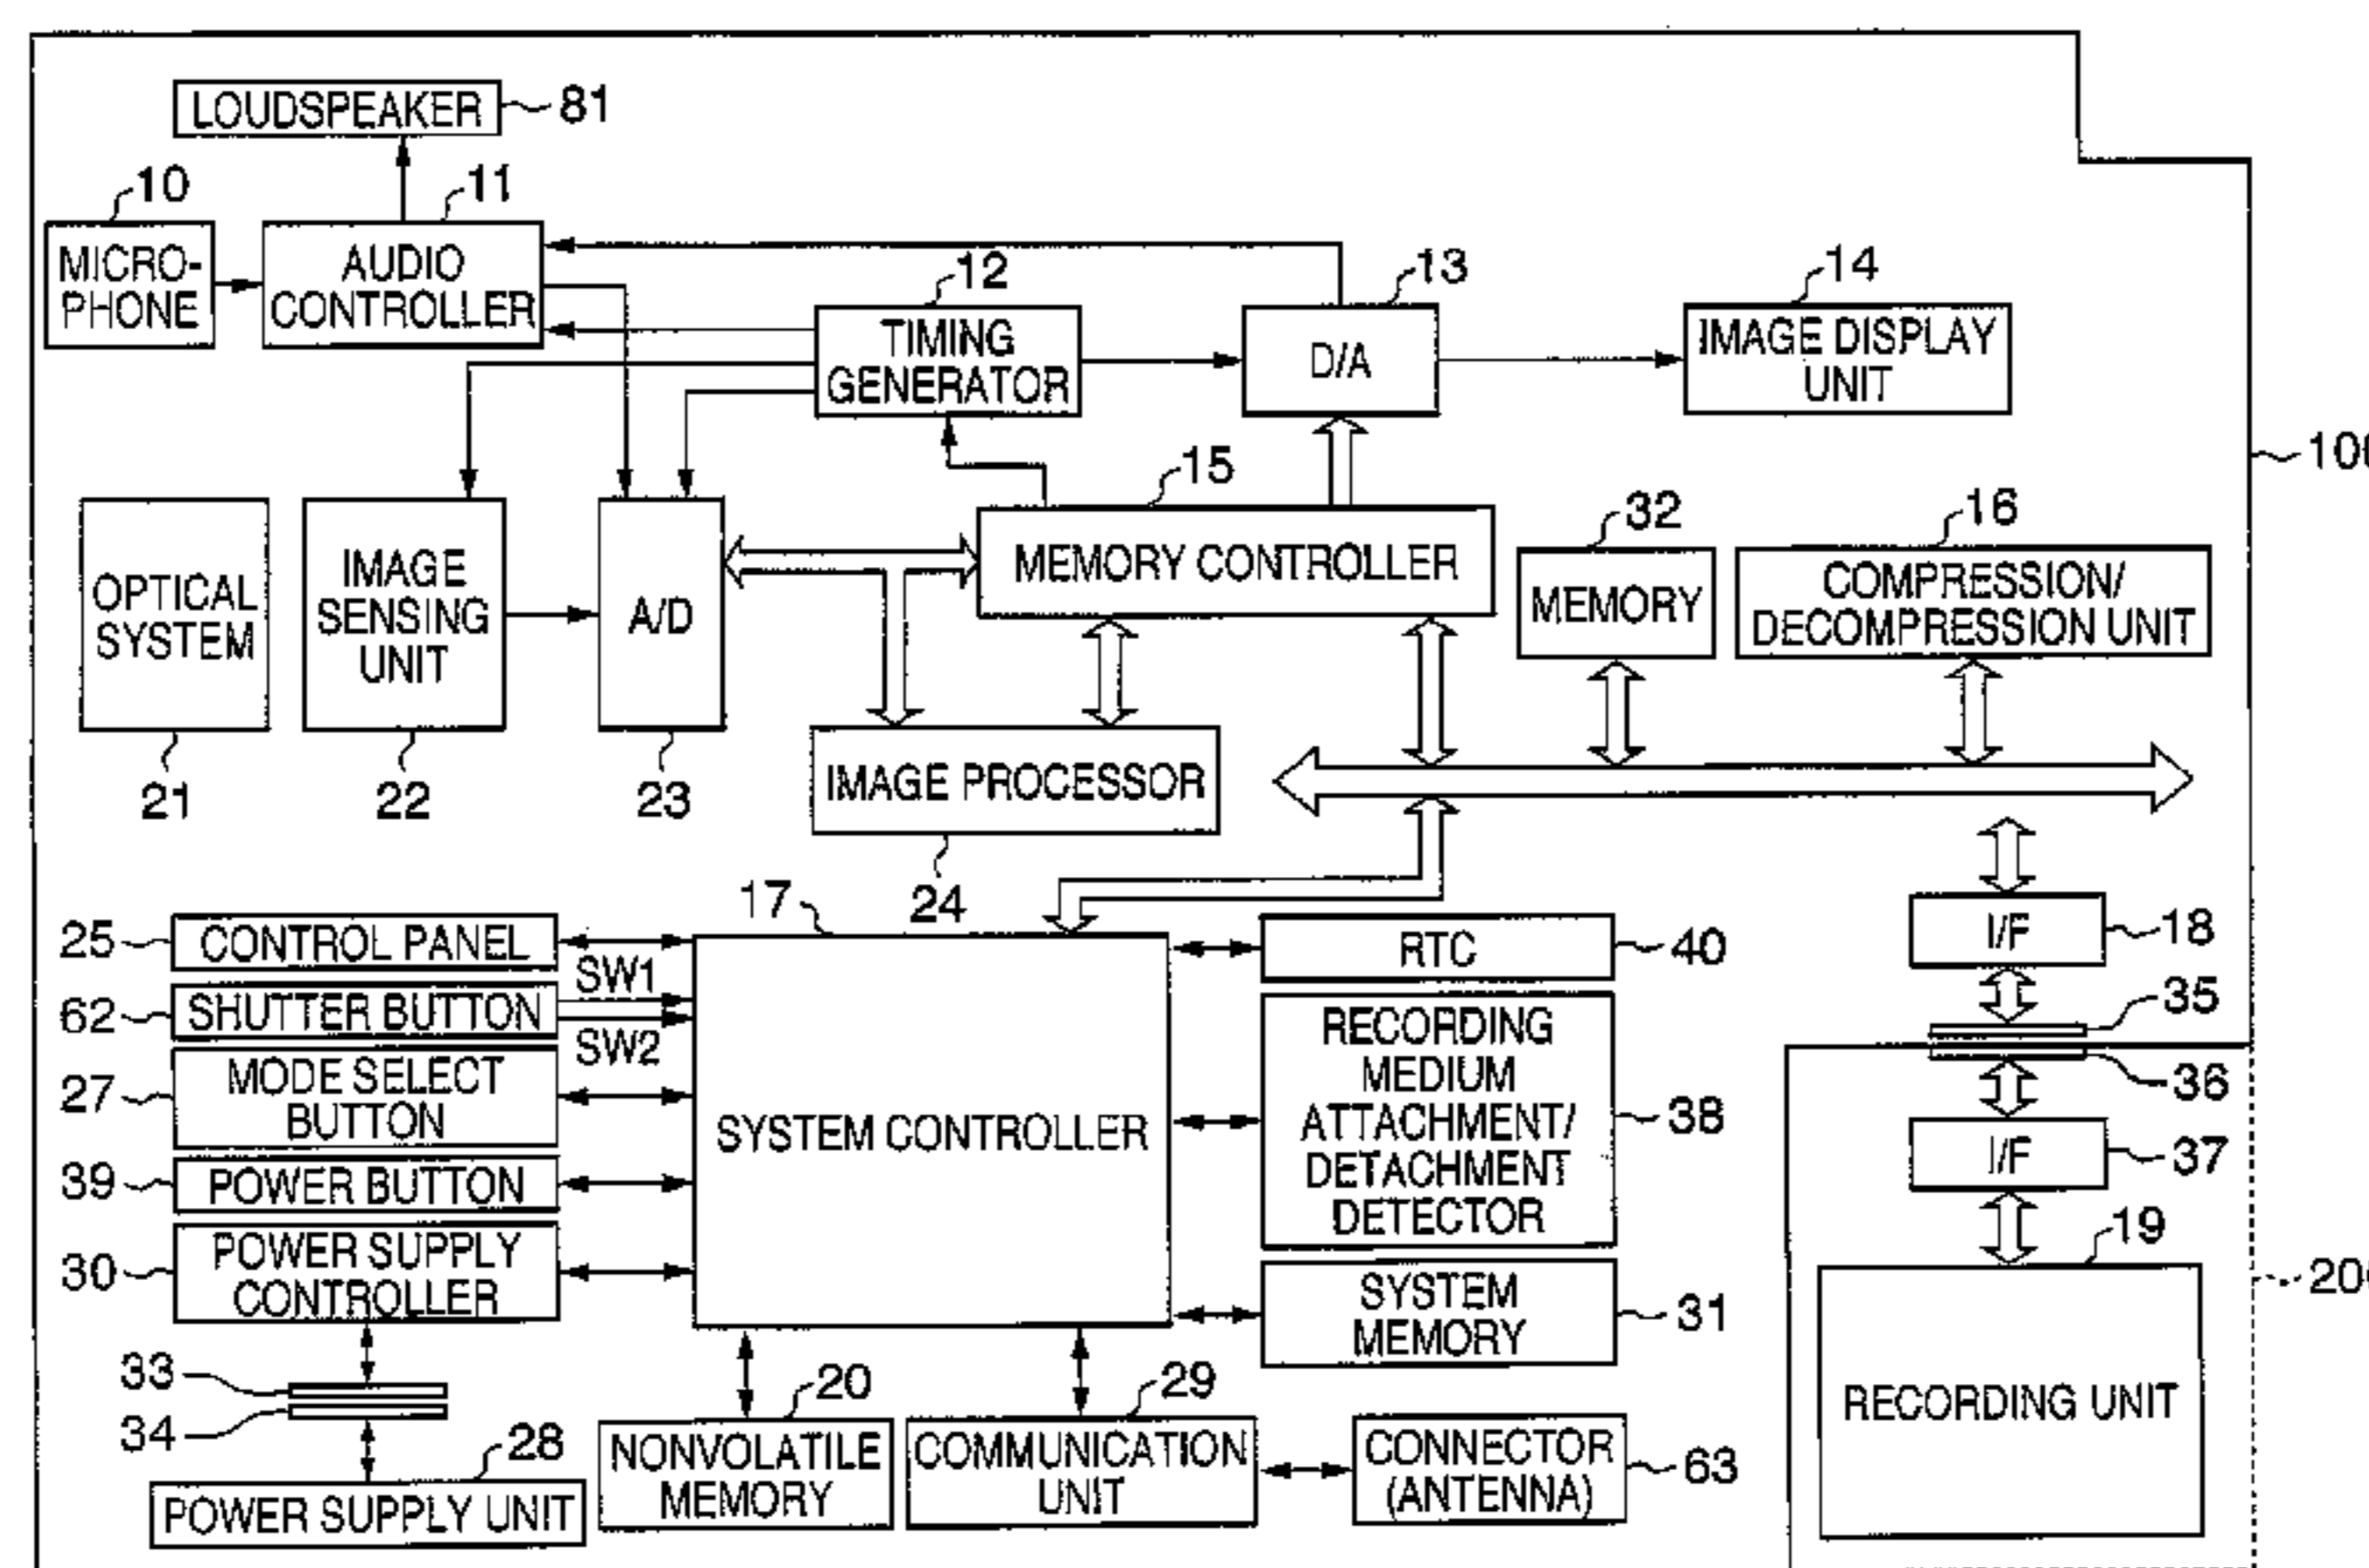 LOUDSPEAKER
81
10
11
MICRO-
PHONE
AUDIO
CONTROLLER
12
TIMING
GENERATOR
13
D/A
14
IMAGE DISPLAY
UNIT
15
MEMORY CONTROLLER
32
MEMORY
16
COMPRESSION/
DECOMPRESSION UNIT
OPTICAL
SYSTEM
21
IMAGE
SENSING
UNIT
22
A/D
23
IMAGE PROCESSOR
24
17
SYSTEM CONTROLLER
25
CONTROL PANEL
SW1
62
SHUTTER BUTTON
SW2
27
MODE SELECT
BUTTON
39
POWER BUTTON
30
POWER SUPPLY
CONTROLLER
33
34
28
POWER SUPPLY UNIT
20
NONVOLATILE
MEMORY
29
COMMUNICATION
UNIT
CONNECTOR
(ANTENNA)
63
RTC
40
RECORDING
MEDIUM
ATTACHMENT/
DETACHMENT
DETECTOR
38
SYSTEM
MEMORY
31
I/F
18
35
36
I/F
37
19
RECORDING UNIT